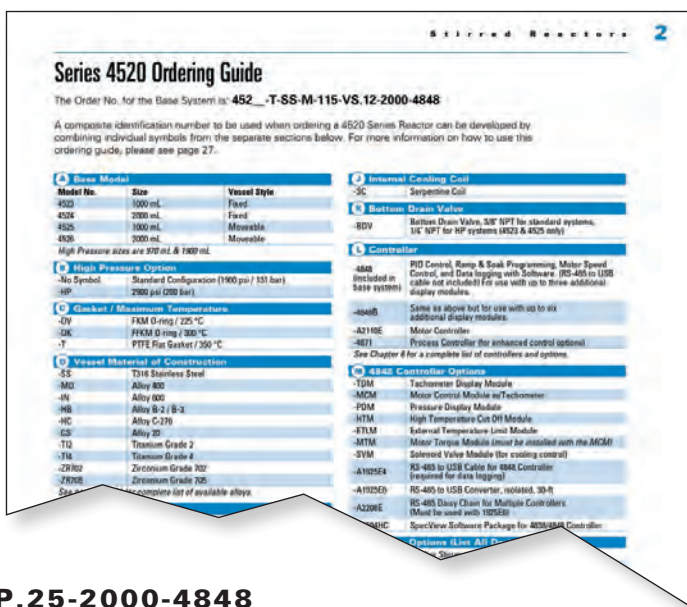 Stirred Reactors 2
Series 4520 Ordering Guide
The Order No. for the Base System is: 452__-T-SS-M-115-VS.12-2000-4848
A composite identification number to be used when ordering a 4520 Series Reactor can be developed by
combining individual symbols from the separate sections below. For more information on how to use this
ordering guide, please see page 27.
A Base Model
Model No. Size Vessel Style
4523 1000 mL Fixed
4524 2000 mL Fixed
4525 1000 mL Moveable
4526 2000 mL Moveable
High Pressure sizes are 970 mL & 1900 mL
B High Pressure Option
-No Symbol Standard Configuration (1900 psi / 131 bar)
-HP 2900 psi (200 bar)
C Gasket / Maximum Temperature
-OV FKM O-ring / 225 °C
-OK FFKM O-ring / 300 °C
-T PTFE Flat Gasket / 350 °C
D Vessel Material of Construction
-SS T316 Stainless Steel
-MO Alloy 400
-IN Alloy 600
-HB Alloy B-2 / B-3
-HC Alloy C-276
-CS Alloy 20
-TI2 Titanium Grade 2
-TI4 Titanium Grade 4
-ZR702 Zirconium Grade 702
-ZR705 Zirconium Grade 705
See complete list of available alloys.
J Internal Cooling Coil
-SC Serpentine Coil
K Bottom Drain Valve
-BDV Bottom Drain Valve, 3/8" NPT for standard systems,
1/4" NPT for HP systems (4523 & 4525 only)
L Controller
-4848 (included in base system) PID Control, Ramp & Soak Programming, Motor Speed
Control, and Data logging with Software. (RS-485 to USB
cable not included) For use with up to three additional
display modules.
-4848B Same as above but for use with up to six
additional display modules.
-A2110E Motor Controller
-4871 Process Controller (for enhanced control options)
See Chapter 6 for a complete list of controllers and options.
M 4848 Controller Options
-TDM Tachometer Display Module
-MCM Motor Control Module w/Tachometer
-PDM Pressure Display Module
-HTM High Temperature Cut Off Module
-ETLM External Temperature Limit Module
-MTM Motor Torque Module (must be installed with the MCM)
-SVM Solenoid Valve Module (for cooling control)
-A1925E4 RS-485 to USB Cable for 4848 Controller
(required for data logging)
-A1925E6 RS-485 to USB Converter, isolated, 30-ft
-A2208E RS-485 Daisy Chain for Multiple Controllers
(Must be used with 1925E6)
SpecView Software Package for 4838/4848 Controller
Options (List All
P.25-2000-4848